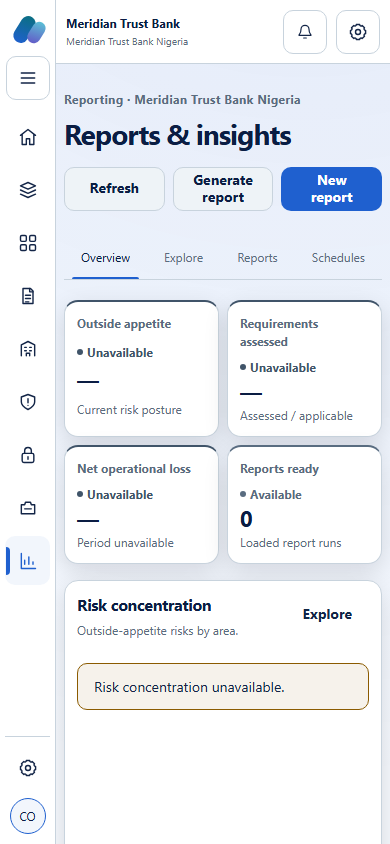 Meridian Trust Bank
Meridian Trust Bank Nigeria
Reporting · Meridian Trust Bank Nigeria
Reports & insights
Refresh
Generate
report
New
report
Overview
Explore
Reports
Schedules
Outside appetite
Unavailable
—
Current risk posture
Requirements
assessed
Unavailable
—
Assessed / applicable
Net operational loss
Unavailable
—
Period unavailable
Reports ready
Available
0
Loaded report runs
Risk concentration
Outside-appetite risks by area.
Explore
Risk concentration unavailable.
CO